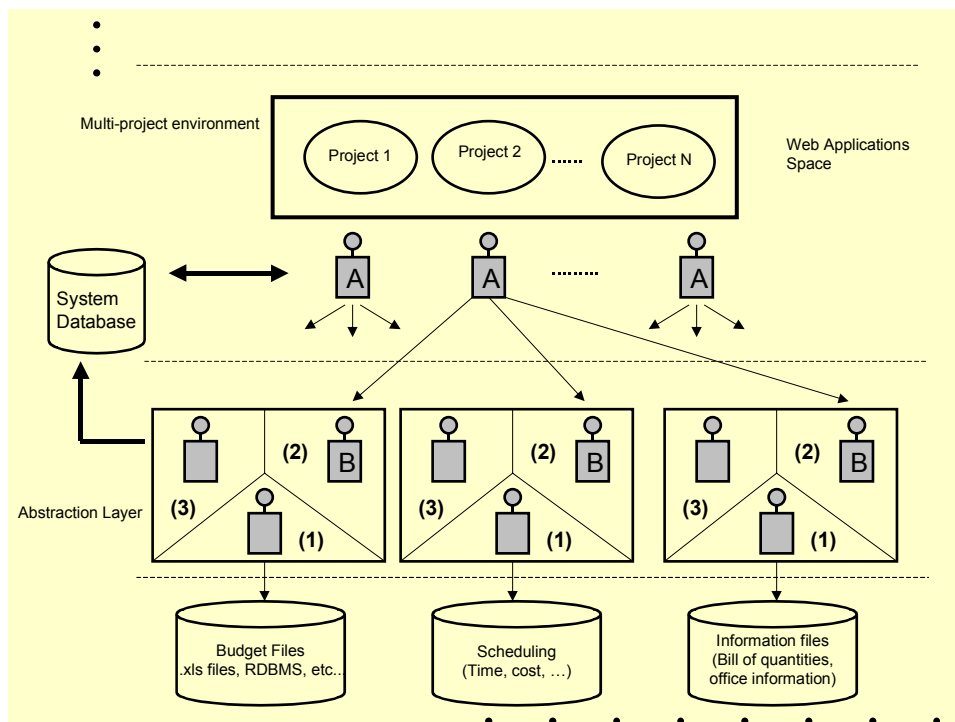 Multi-project environment
Project 1
Project 2
......
Project N
Web Applications
Space
A
A
.........
A
System
Database
(2)
B
(3)
(1)
(2)
B
(3)
(1)
(2)
B
(3)
(1)
Abstraction Layer
Budget Files
.xls files, RDBMS, etc...
Scheduling
(Time, cost, …)
Information files
(Bill of quantities,
office information)